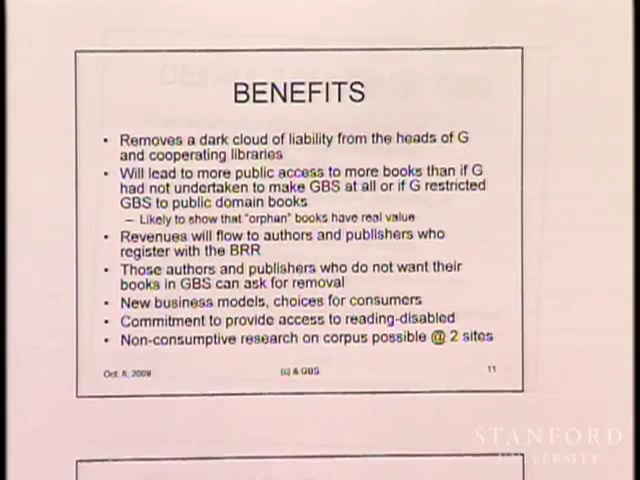 BENEFITS
• Removes a dark cloud of liability from the heads of G
and cooperating libraries
• Will lead to more public access to more books than if G
had not undertaken to make GBS at all or if G restricted
GBS to public domain books
– Likely to show that "orphan" books have real value
• Revenues will flow to authors and publishers who
register with the BRR
• Those authors and publishers who do not want their
books in GBS can ask for removal
• New business models, choices for consumers
• Commitment to provide access to reading-disabled
• Non-consumptive research on corpus possible @ 2 sites
Oct. 8, 2009 (c) & GBS 11
STANFORD
UNIVERSITY